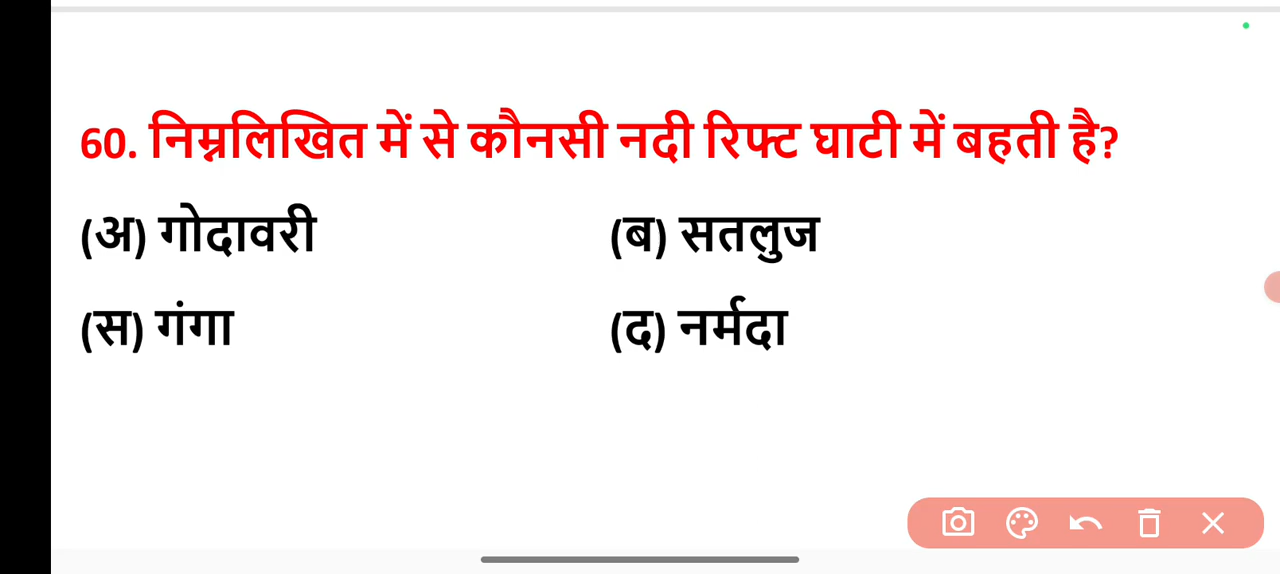 60. निम्नलिखित में से कौनसी नदी रिफ्ट घाटी में बहती है?
(अ) गोदावरी (ब) सतलुज
(स) गंगा (द) नर्मदा